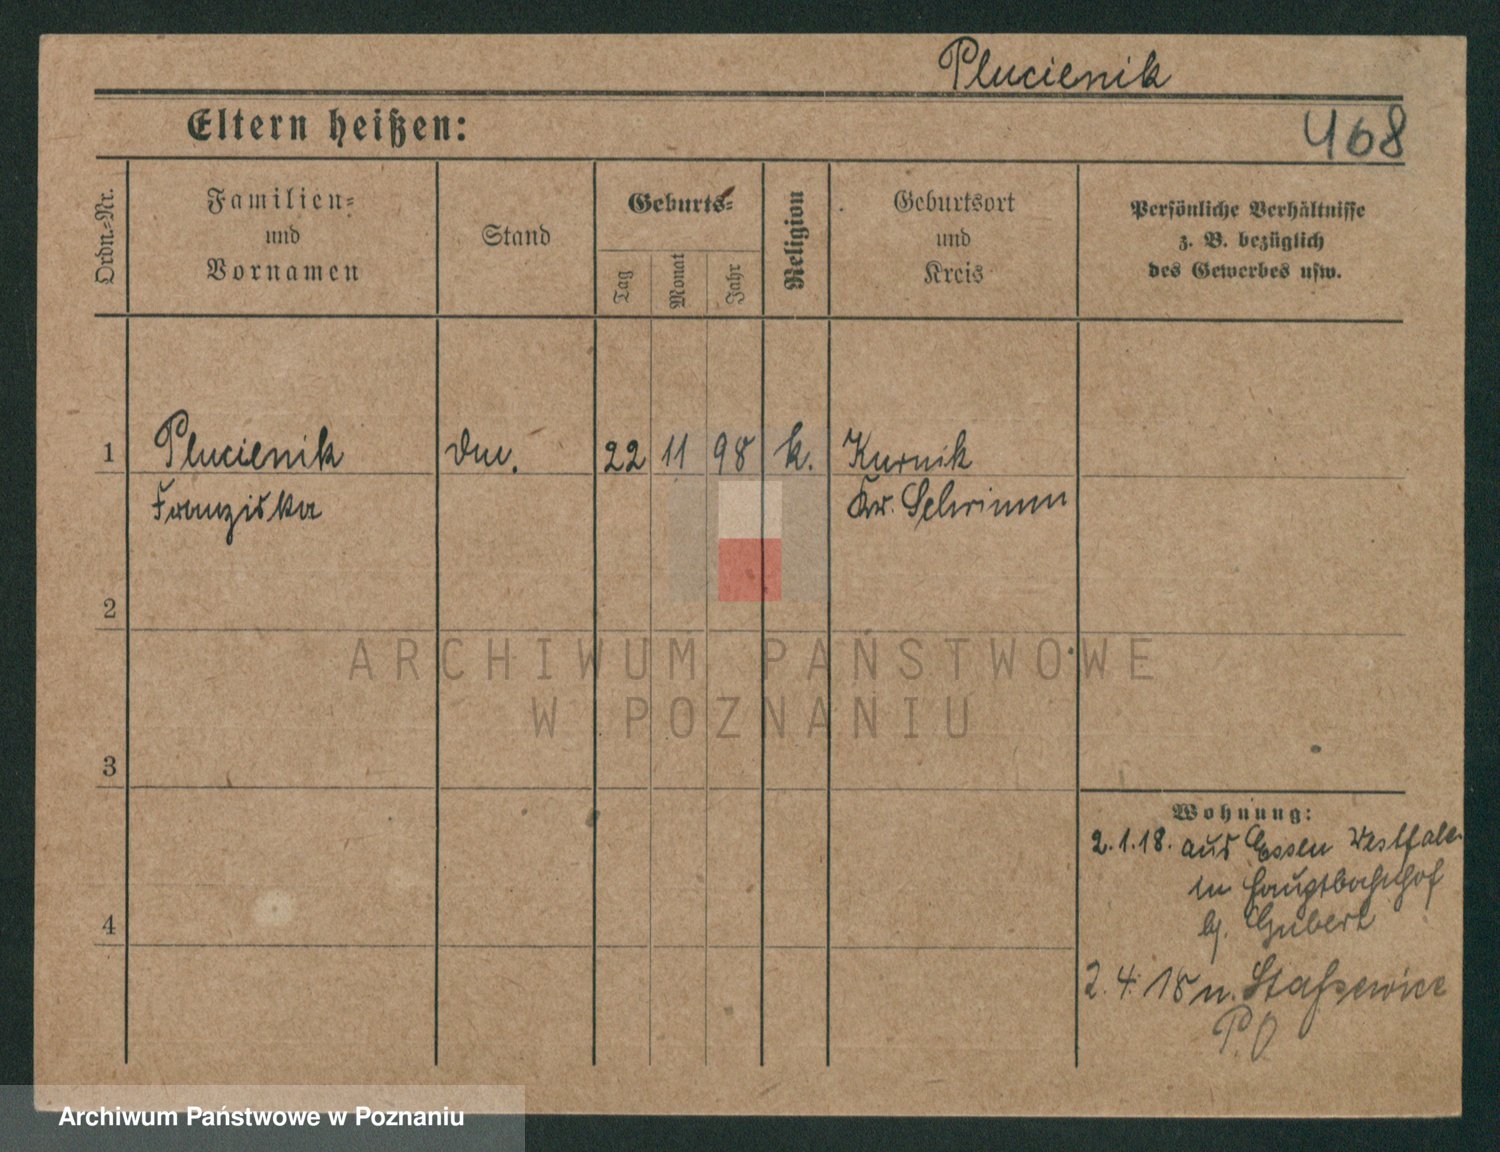 Plucienik
Eltern heißen:
468
Ordn.-Nr.
Familien-
und
Vornamen
Stand
Geburts-
Tag
Monat
Jahr
Religion
Geburtsort
und
Kreis
Persönliche Verhältnisse
z. B. bezüglich
des Gewerbes usw.
1 Plucienik 22 11 98 k. Kurnik
Franziska Kr. Schrimm
2
ARCHIWUM PAŃSTWOWE
W POZNANIU
3
Wohnung:
2.1.18. aus Essen Westfalen
Hauptbahnhof
b.
4
2.4.18 n.
P.O
Archiwum Państwowe w Poznaniu